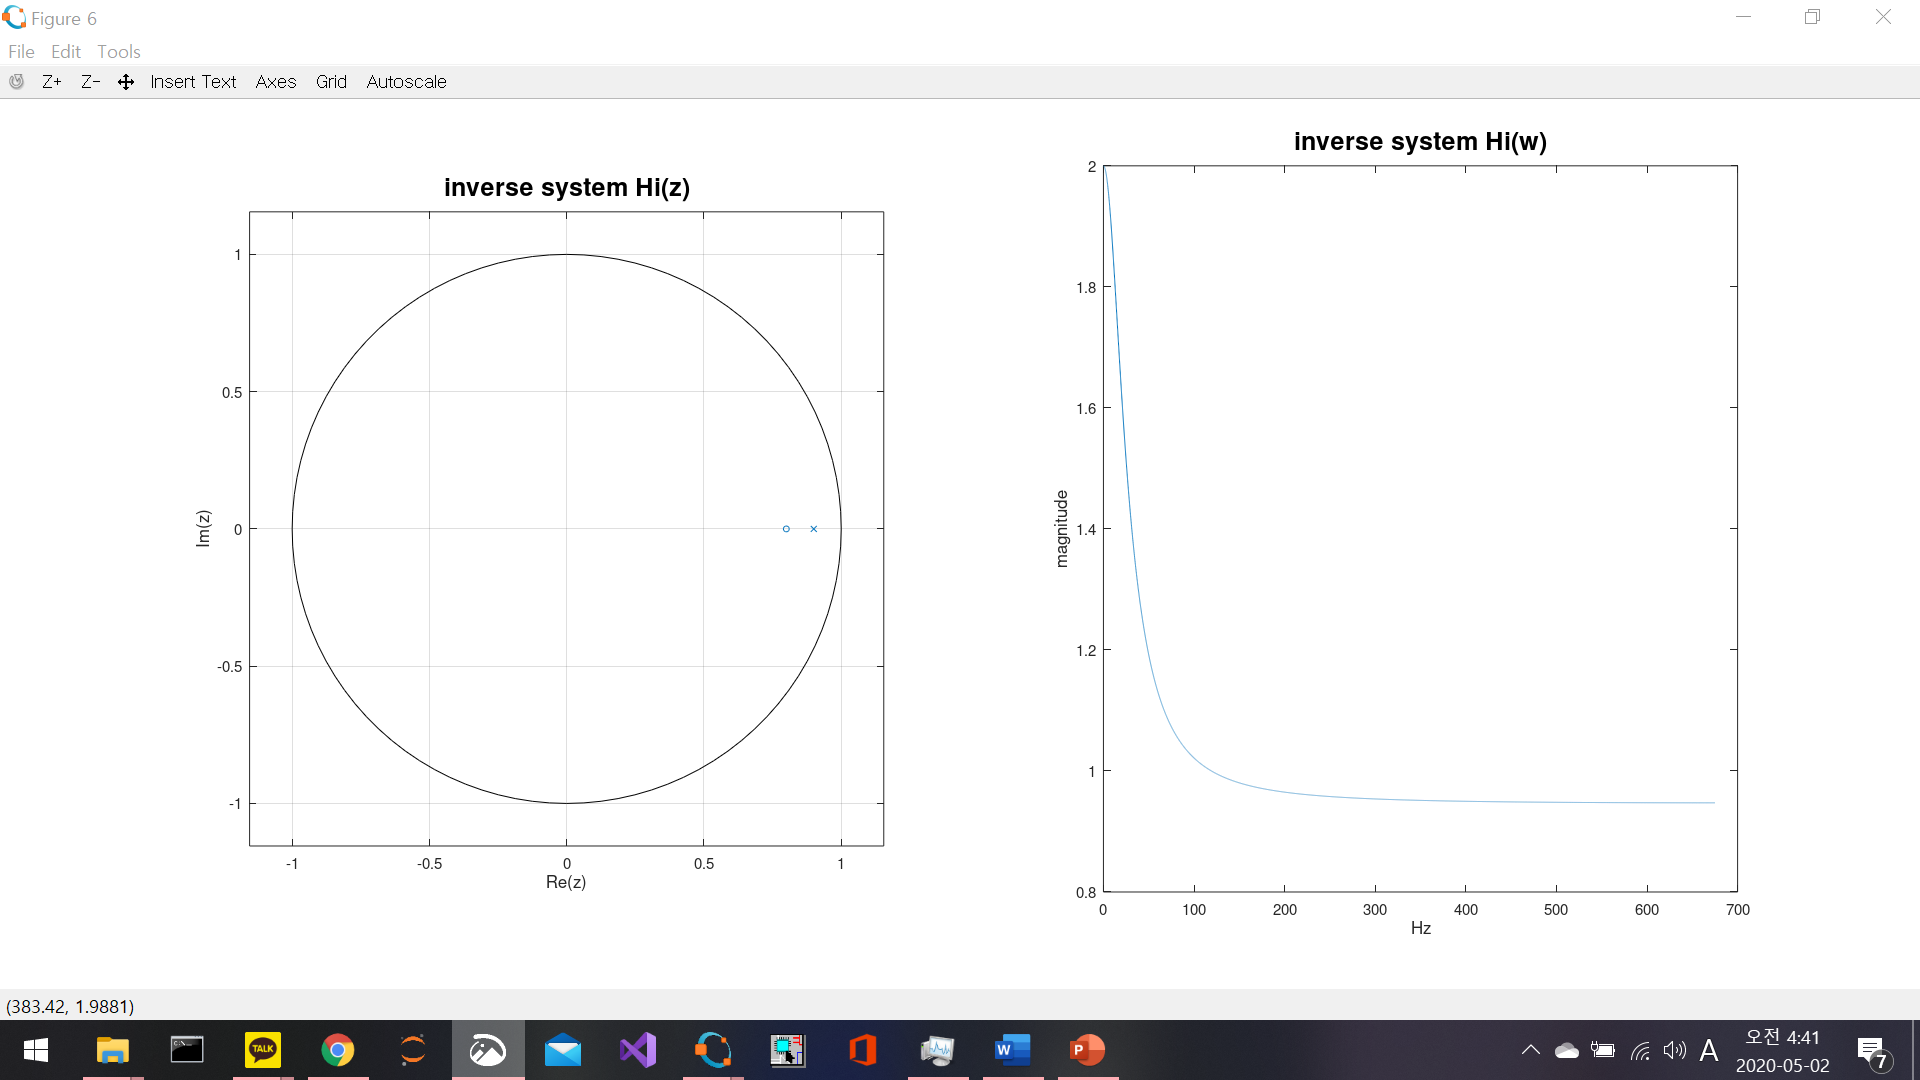 Figure 6
File Edit Tools
Z+ Z- Insert Text Axes Grid Autoscale
inverse system Hi(z)
1
0.5
0
-0.5
-1
Im(z)
-1 -0.5 0 0.5 1
Re(z)
inverse system Hi(w)
2
1.8
1.6
1.4
1.2
1
0.8
magnitude
0 100 200 300 400 500 600 700
Hz
(383.42, 1.9881)
C:\_
TALK
W
P
A
오전 4:41
2020-05-02
7